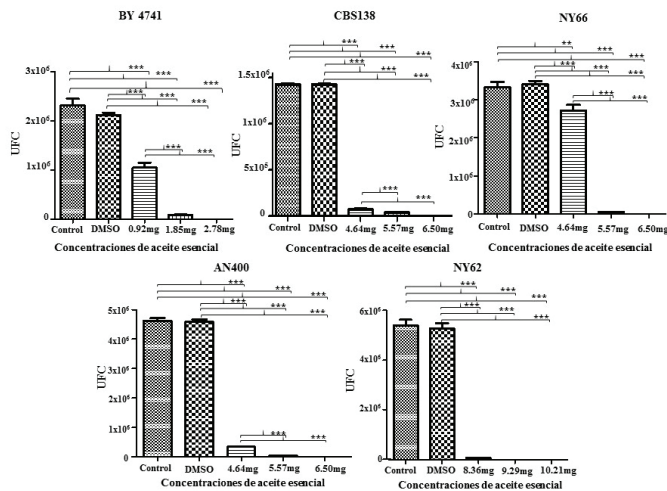 BY 4741
UFC
3x10⁶
2x10⁶
1x10⁶
0
*** *** *** *** *** *** *** ***
Control DMSO 0.92mg 1.85mg 2.78mg
Concentraciones de aceite esencial
CBS138
UFC
1.5x10⁶
1x10⁶
5x10⁶
0
*** *** *** *** *** *** *** ***
Control DMSO 4.64mg 5.57mg 6.50mg
Concentraciones de aceite esencial
NY66
UFC
4x10⁶
3x10⁶
2x10⁶
1x10⁶
0
** *** *** *** *** *** *** ***
Control DMSO 4.64mg 5.57mg 6.50mg
Concentraciones de aceite esencial
AN400
UFC
5x10⁶
4x10⁶
3x10⁶
2x10⁶
1x10⁶
0
*** *** *** *** *** *** *** ***
Control DMSO 4.64mg 5.57mg 6.50mg
Concentraciones de aceite esencial
NY62
UFC
6x10⁶
4x10⁶
2x10⁶
0
*** *** *** *** *** ***
Control DMSO 8.36mg 9.29mg 10.21mg
Concentraciones de aceite esencial